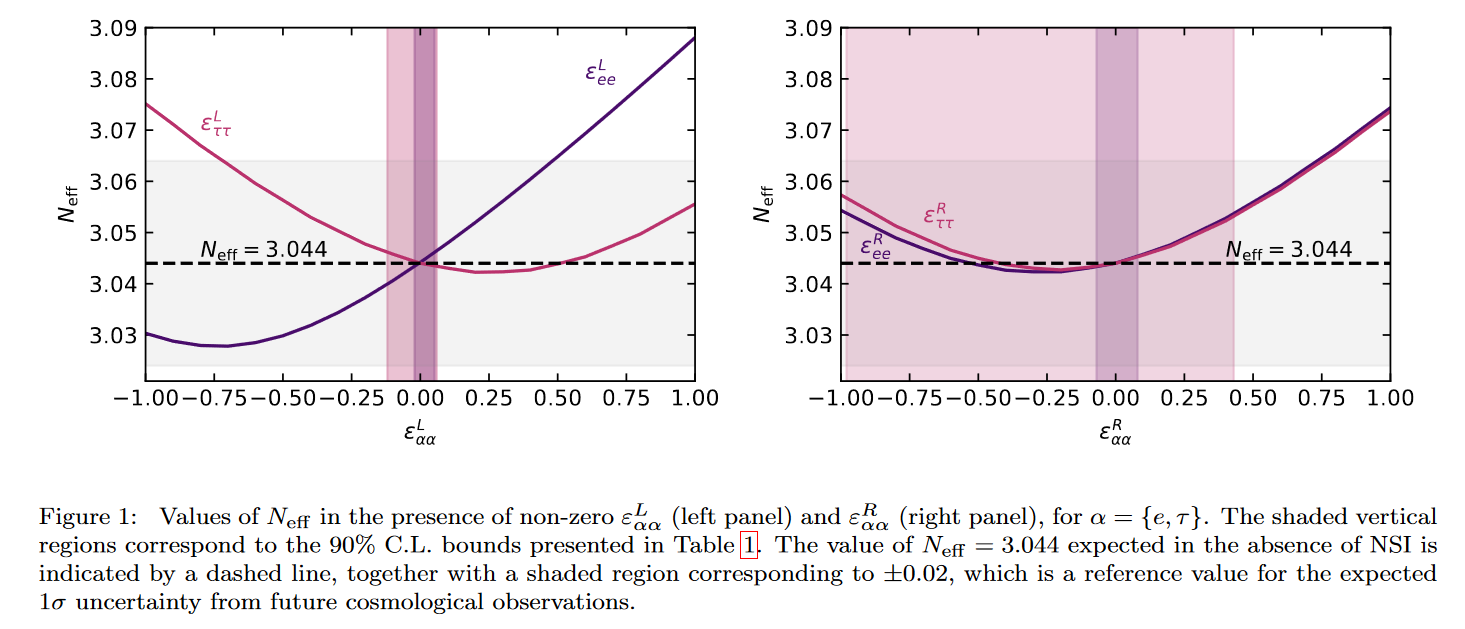 3.09
3.08
3.07
3.06
3.05
3.04
3.03
N_eff
ε^L_ee
ε^L_ττ
N_eff = 3.044
−1.00 −0.75 −0.50 −0.25 0.00 0.25 0.50 0.75 1.00
ε^L_αα
3.09
3.08
3.07
3.06
3.05
3.04
3.03
N_eff
ε^R_ττ
ε^R_ee
N_eff = 3.044
−1.00 −0.75 −0.50 −0.25 0.00 0.25 0.50 0.75 1.00
ε^R_αα
Figure 1: Values of N_eff in the presence of non-zero ε^L_αα (left panel) and ε^R_αα (right panel), for α = {e, τ}. The shaded vertical
regions correspond to the 90% C.L. bounds presented in Table 1. The value of N_eff = 3.044 expected in the absence of NSI is
indicated by a dashed line, together with a shaded region corresponding to ±0.02, which is a reference value for the expected
1σ uncertainty from future cosmological observations.